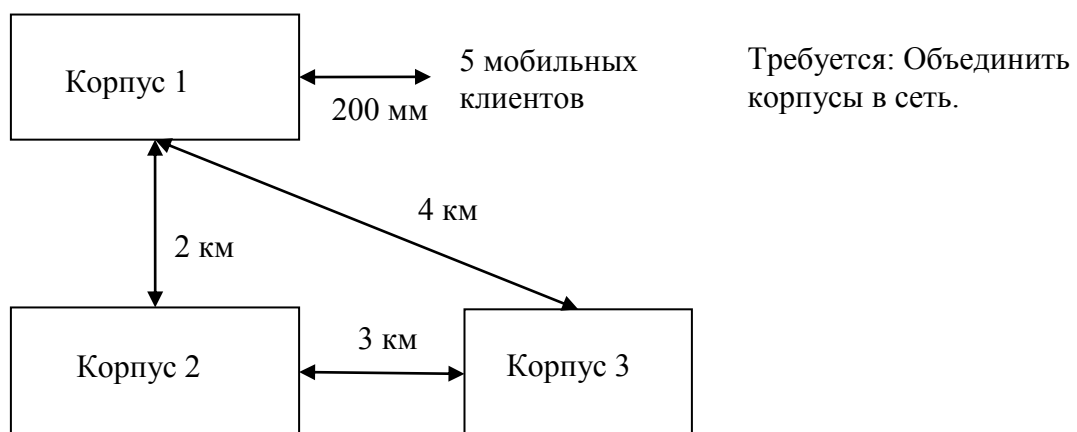 Корпус 1
5 мобильных
клиентов
200 мм
Требуется: Объединить
корпусы в сеть.
4 км
2 км
3 км
Корпус 2
Корпус 3